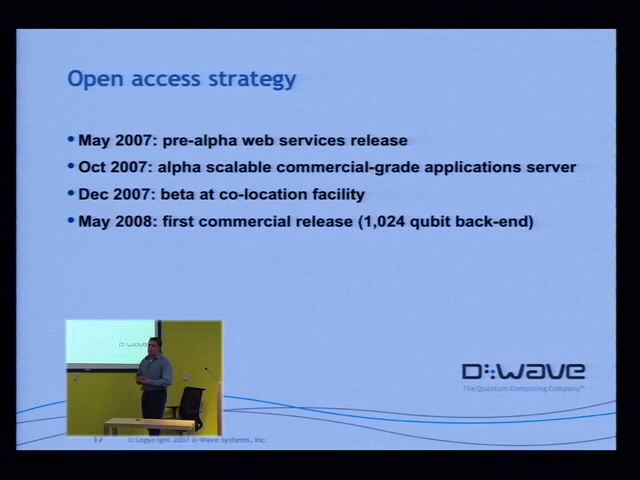 Open access strategy
• May 2007: pre-alpha web services release
• Oct 2007: alpha scalable commercial-grade applications server
• Dec 2007: beta at co-location facility
• May 2008: first commercial release (1,024 qubit back-end)
D:wave
D:wave
The Quantum Computing Company™
17 © Copyright 2007 D-Wave Systems, Inc.